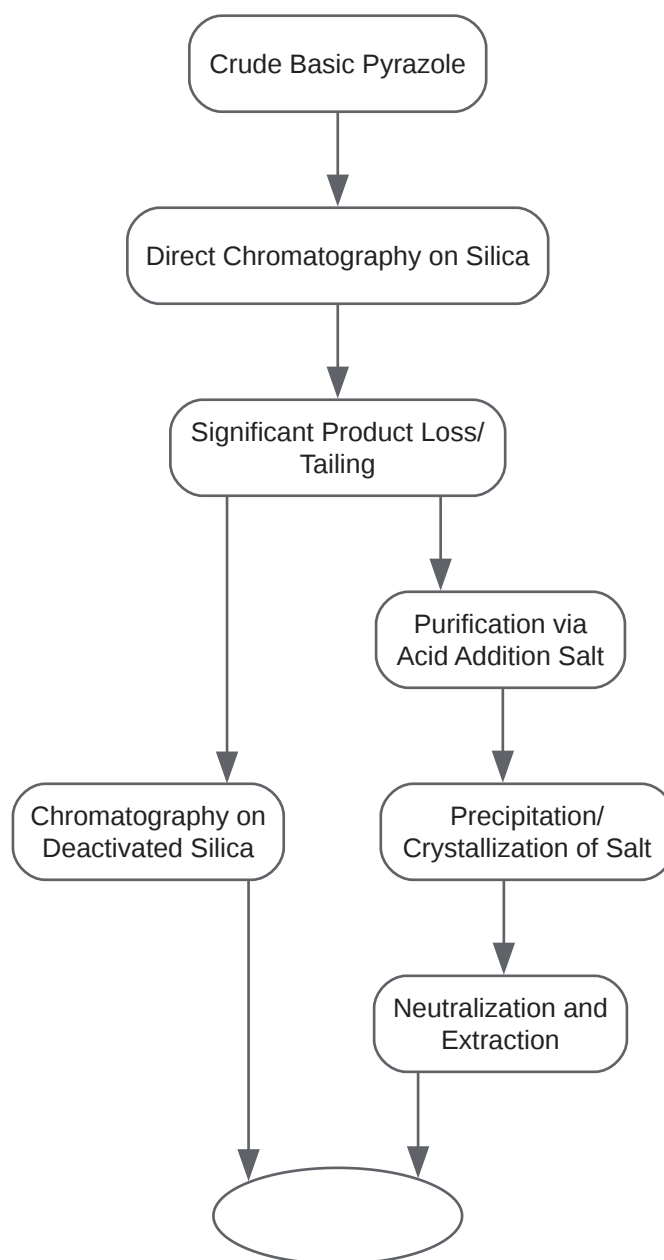 Crude Basic Pyrazole
Direct Chromatography on Silica
Significant Product Loss/
Tailing
Purification via
Acid Addition Salt
Chromatography on
Deactivated Silica
Precipitation/
Crystallization of Salt
Neutralization and
Extraction